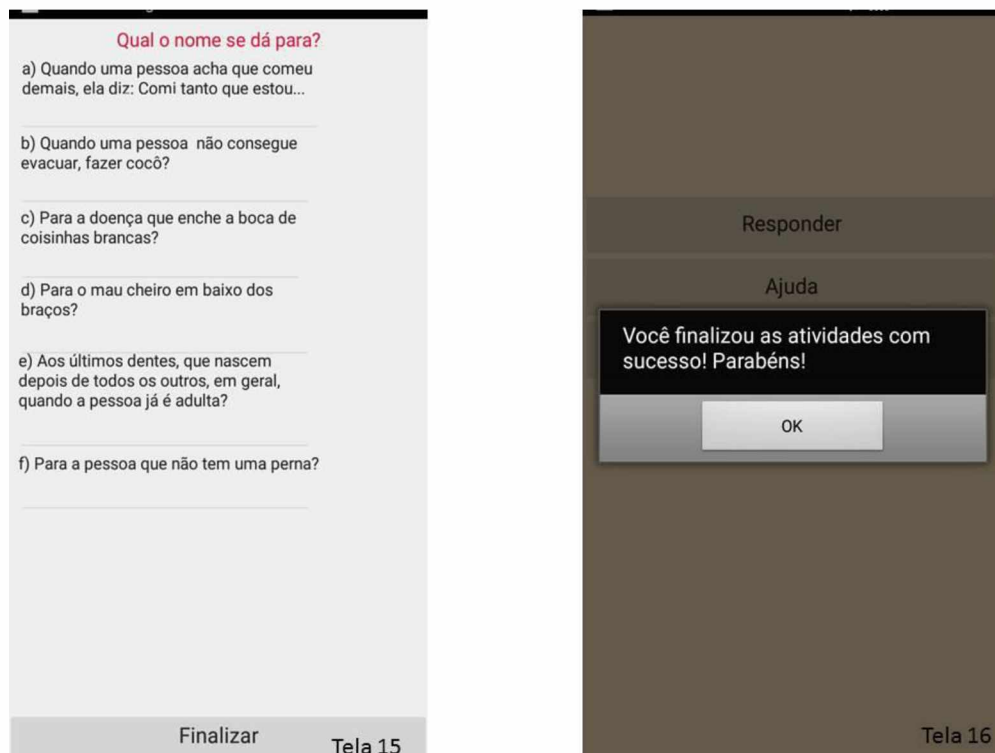 Qual o nome se dá para?
a) Quando uma pessoa acha que comeu
demais, ela diz: Comi tanto que estou...
b) Quando uma pessoa não consegue
evacuar, fazer cocô?
c) Para a doença que enche a boca de
coisinhas brancas?
d) Para o mau cheiro em baixo dos
braços?
e) Aos últimos dentes, que nascem
depois de todos os outros, em geral,
quando a pessoa já é adulta?
f) Para a pessoa que não tem uma perna?
Finalizar
Tela 15
Responder
Ajuda
Você finalizou as atividades com
sucesso! Parabéns!
OK
Tela 16